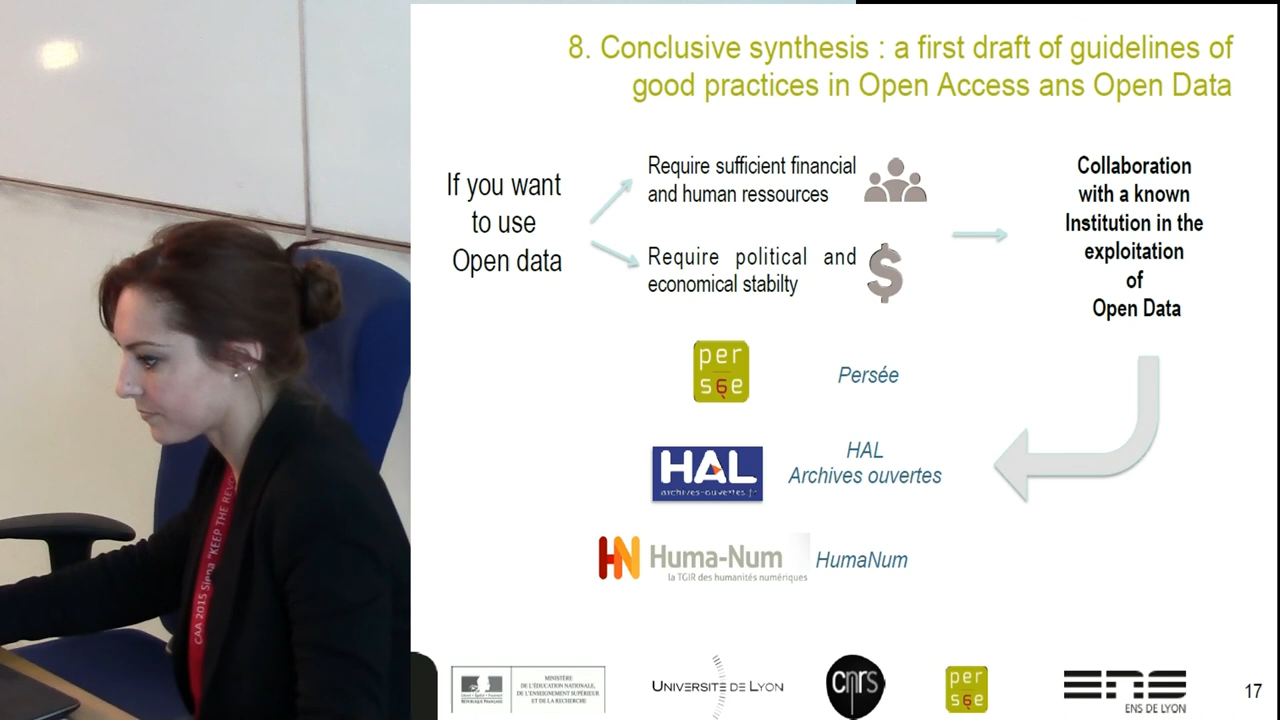 8. Conclusive synthesis : a first draft of guidelines of
good practices in Open Access ans Open Data
If you want
to use
Open data
Require sufficient financial
and human ressources
Require political and
economical stabilty
Collaboration
with a known
Institution in the
exploitation
of
Open Data
per
sée
Persée
HAL
archives-ouvertes.fr
HAL
Archives ouvertes
HN Huma-Num
la TGIR des humanités numériques
HumaNum
CAA 2015 Siena "KEEP THE REVO
MINISTÈRE
DE L'ÉDUCATION NATIONALE,
DE L'ENSEIGNEMENT SUPÉRIEUR
ET DE LA RECHERCHE
RÉPUBLIQUE FRANÇAISE
UNIVERSITÉ DE LYON
cnrs
per
sée
ENS
ENS DE LYON
17